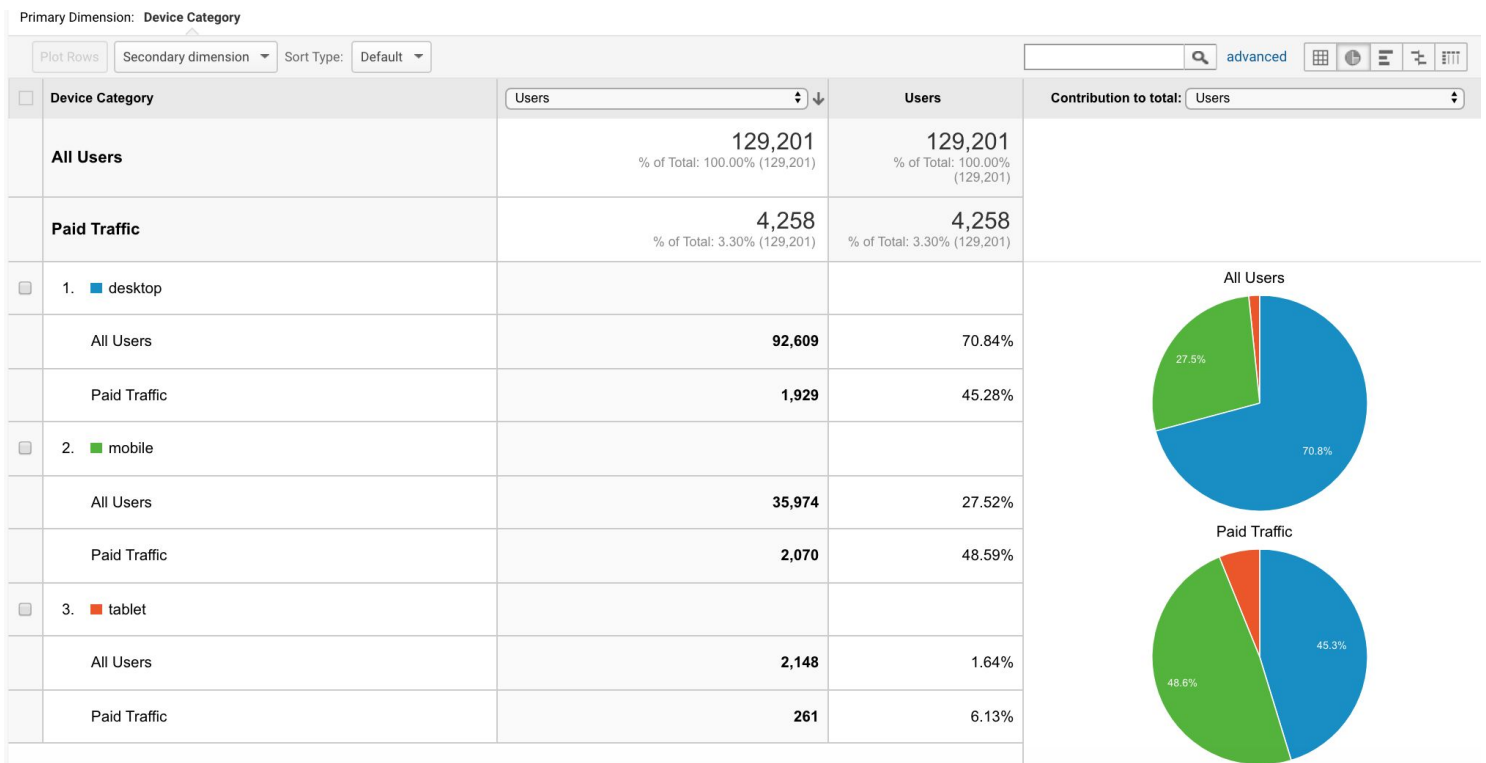 Primary Dimension: Device Category
Plot Rows Secondary dimension Sort Type: Default advanced
Device Category Users Users Contribution to total: Users
All Users 129,201 129,201
% of Total: 100.00% (129,201) % of Total: 100.00%
(129,201)
Paid Traffic 4,258 4,258
% of Total: 3.30% (129,201) % of Total: 3.30% (129,201)
1. desktop
All Users 92,609 70.84%
Paid Traffic 1,929 45.28%
2. mobile
All Users 35,974 27.52%
Paid Traffic 2,070 48.59%
3. tablet
All Users 2,148 1.64%
Paid Traffic 261 6.13%
All Users
27.5%
70.8%
Paid Traffic
45.3%
48.6%